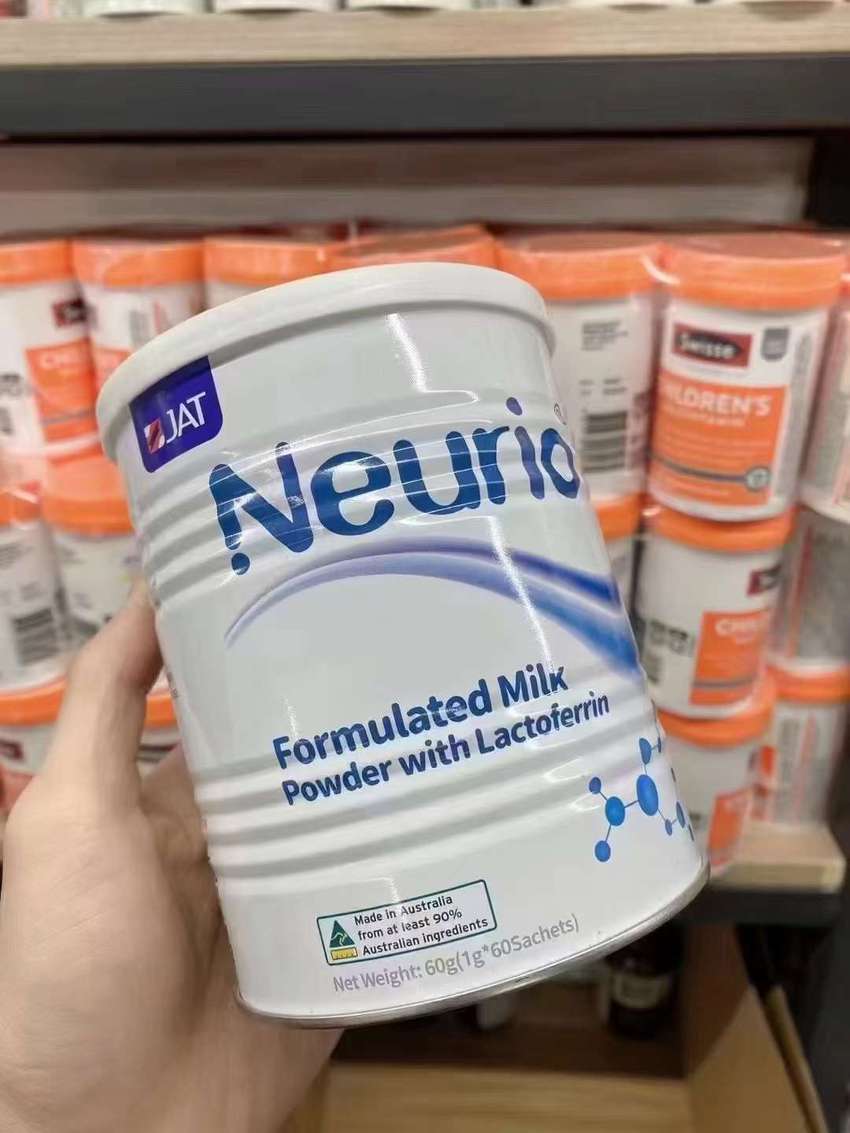 JAT
Neurio
®
Formulated Milk
Powder with Lactoferrin
Made in Australia
from at least 90%
Australian ingredients
Net Weight: 60g(1g*60Sachets)
Swisse
CHILDREN'S